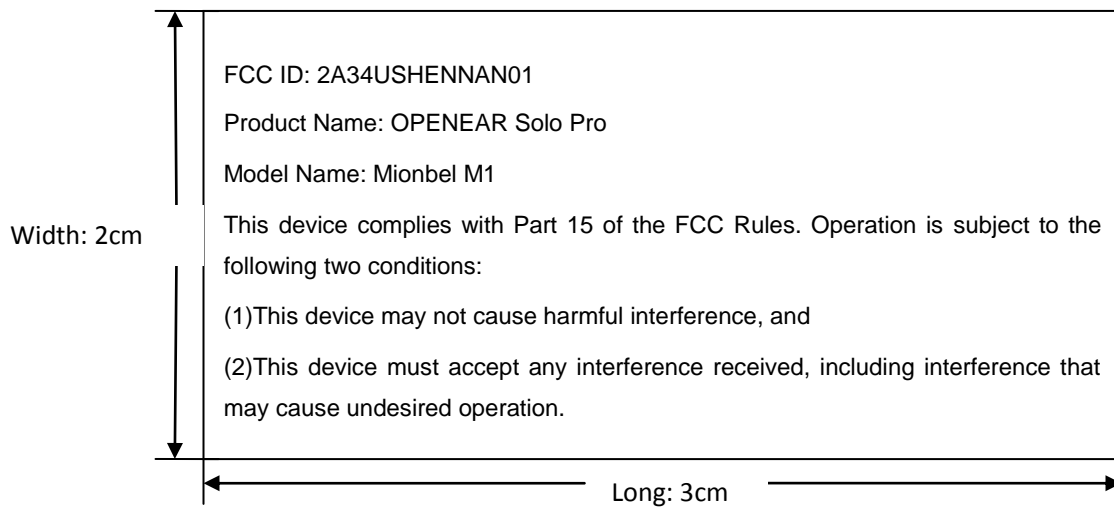 FCC ID: 2A34USHENNAN01
Product Name: OPENEAR Solo Pro
Model Name: Mionbel M1
This device complies with Part 15 of the FCC Rules. Operation is subject to the
following two conditions:
(1)This device may not cause harmful interference, and
(2)This device must accept any interference received, including interference that
may cause undesired operation.
Width: 2cm
Long: 3cm